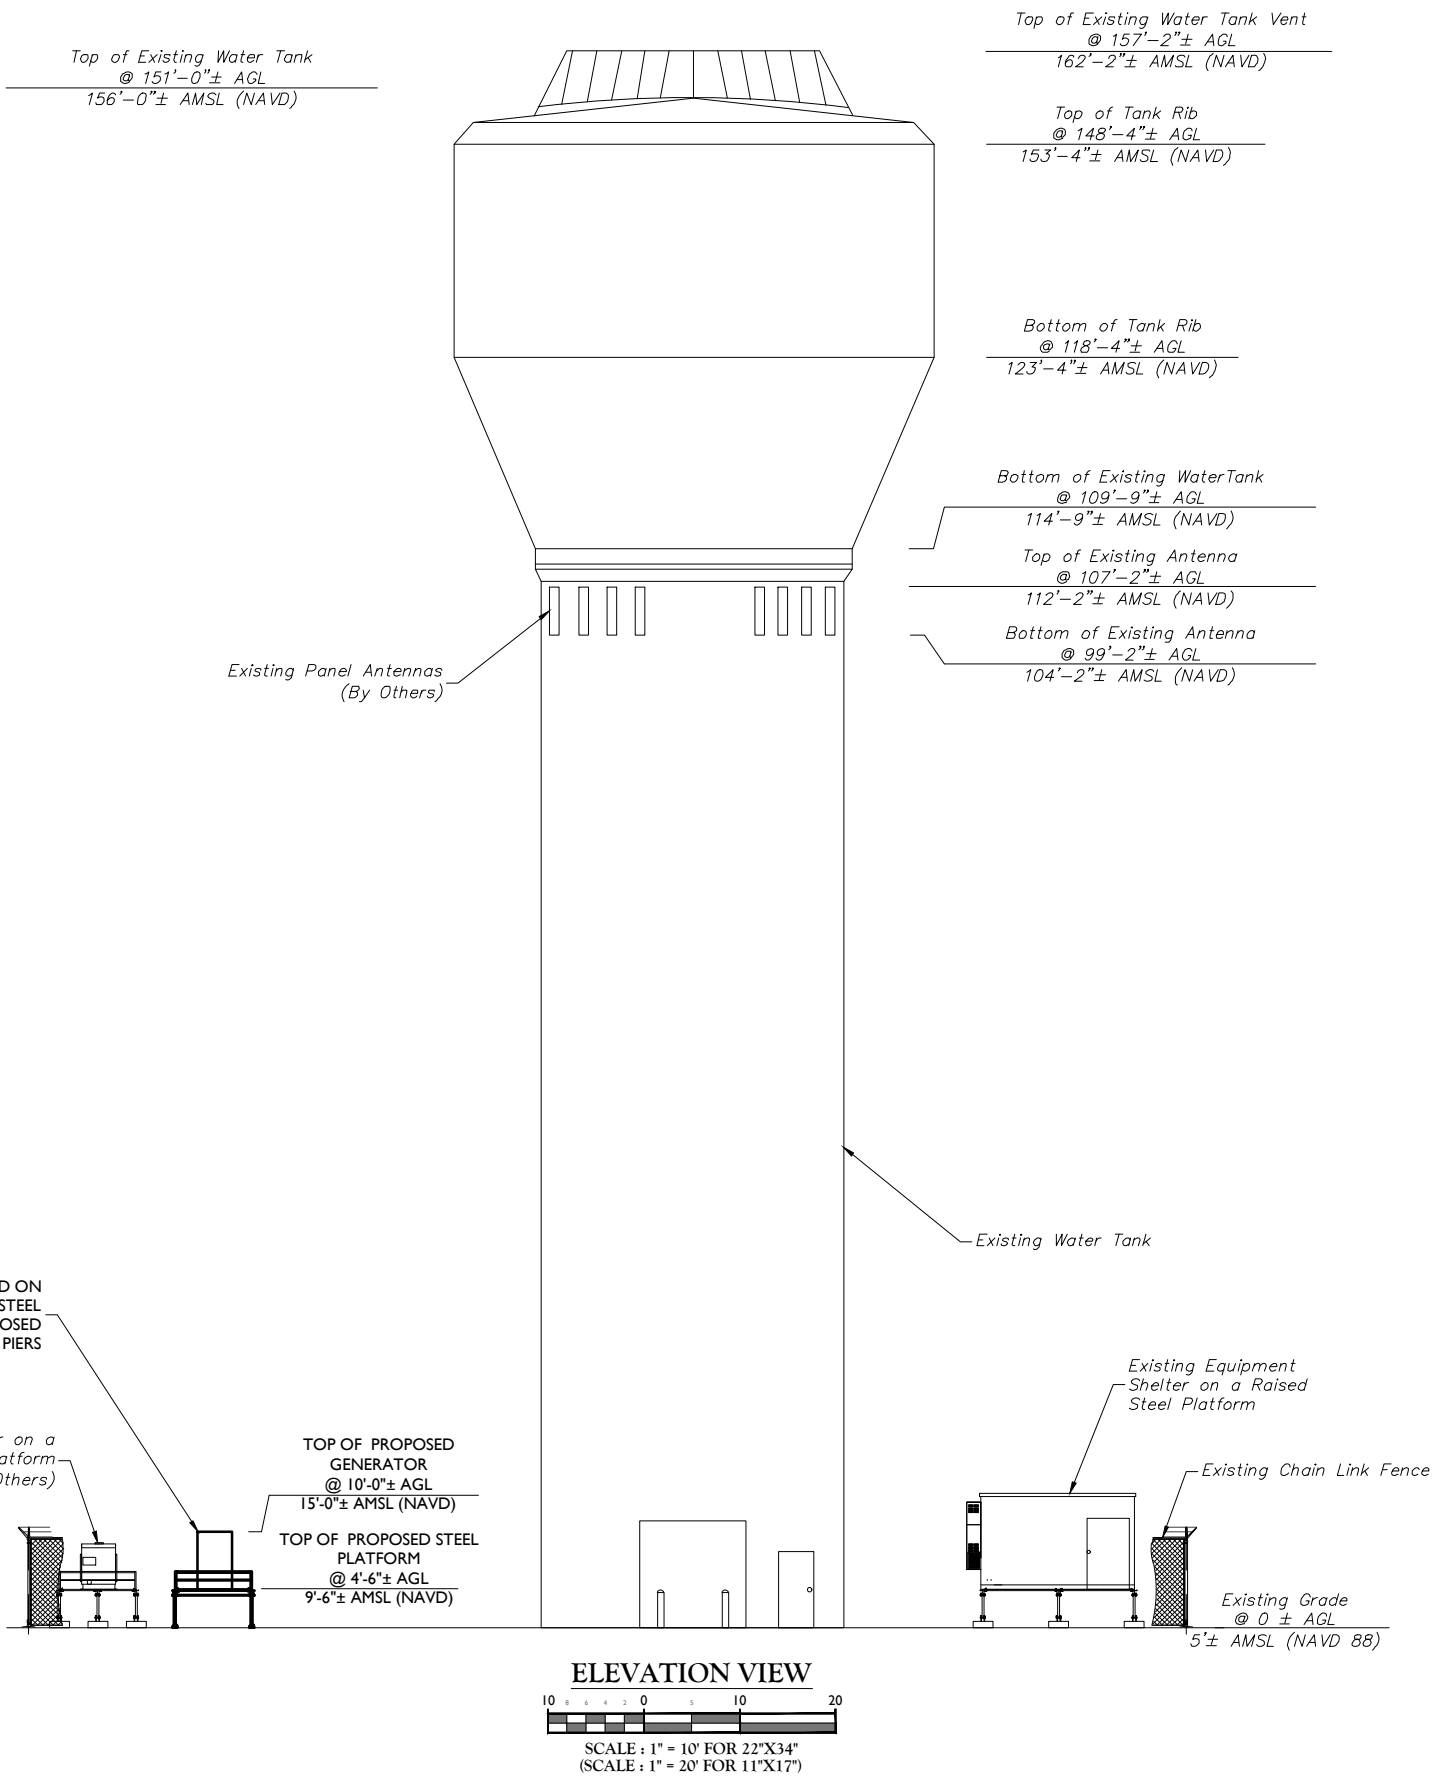 Top of Existing Water Tank
@ 151'-0"± AGL
156'-0"± AMSL (NAVD)
Top of Existing Water Tank Vent
@ 157'-2"± AGL
162'-2"± AMSL (NAVD)
Top of Tank Rib
@ 148'-4"± AGL
153'-4"± AMSL (NAVD)
Bottom of Tank Rib
@ 118'-4"± AGL
123'-4"± AMSL (NAVD)
Bottom of Existing WaterTank
@ 109'-9"± AGL
114'-9"± AMSL (NAVD)
Top of Existing Antenna
@ 107'-2"± AGL
112'-2"± AMSL (NAVD)
Bottom of Existing Antenna
@ 99'-2"± AGL
104'-2"± AMSL (NAVD)
Existing Panel Antennas
(By Others)
Existing Water Tank
ON
STEEL
PIERS
Existing Equipment
Shelter on a Raised
Steel Platform
on a
Others)
Existing Chain Link Fence
TOP OF PROPOSED
GENERATOR
@ 10'-0"± AGL
15'-0"± AMSL (NAVD)
TOP OF PROPOSED STEEL
PLATFORM
@ 4'-6"± AGL
9'-6"± AMSL (NAVD)
Existing Grade
@ 0 ± AGL
5'± AMSL (NAVD 88)
ELEVATION VIEW
10 8 6 4 2 0 5 10 20
SCALE : 1" = 10' FOR 22"X34"
(SCALE : 1" = 20' FOR 11"X17")